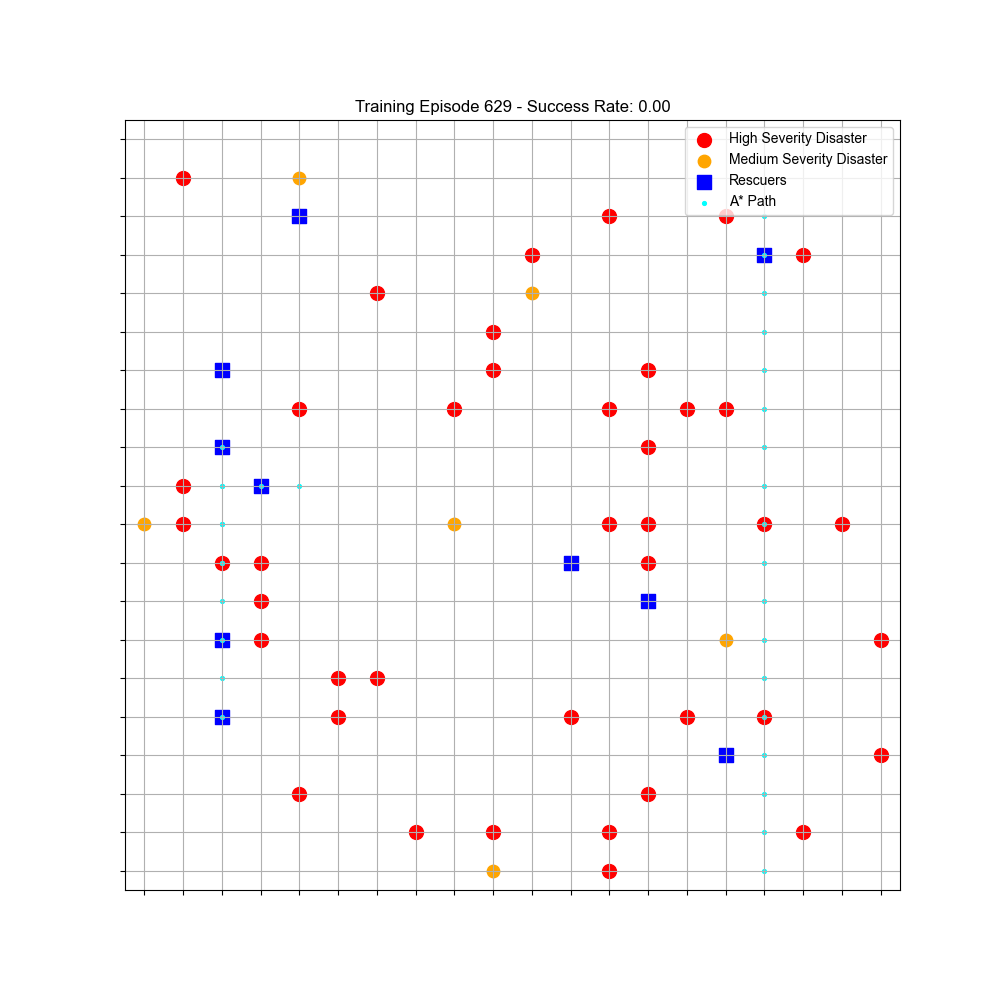 Training Episode 629 - Success Rate: 0.00
High Severity Disaster
Medium Severity Disaster
Rescuers
A* Path